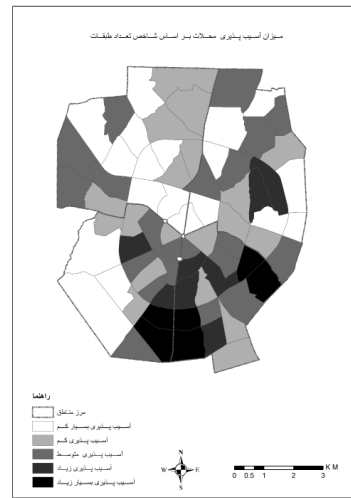 میزان آسیب پذیری محلات بر اساس شاخص تعداد طبقات
راهنما
مرز مناطق
آسیب پذیری بسیار کم
آسیب پذیری کم
آسیب پذیری متوسط
آسیب پذیری زیاد
آسیب پذیری بسیار زیاد
N
W E
S
KM
0 0.5 1 2 3